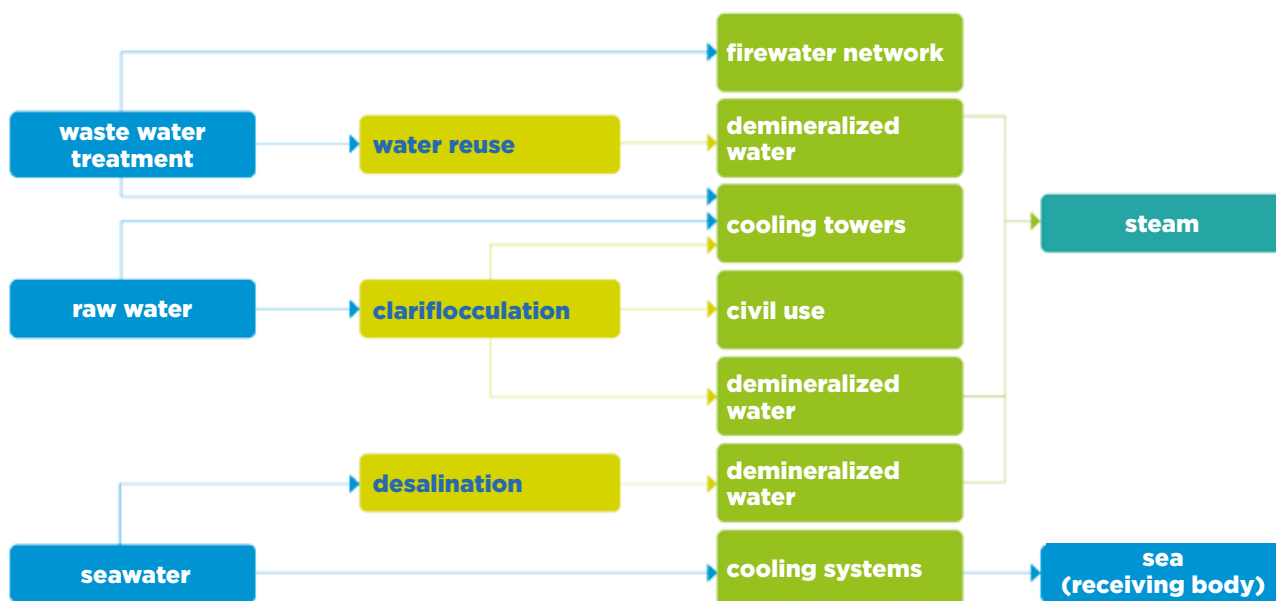 firewater network
waste water
treatment
water reuse
demineralized
water
cooling towers
steam
raw water
clariflocculation
civil use
demineralized
water
desalination
demineralized
water
seawater
cooling systems
sea
(receiving body)